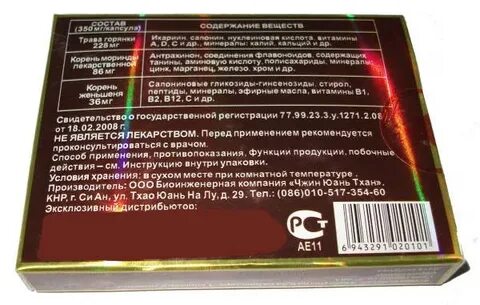 СОСТАВ
(350 мг/капсула)
СОДЕРЖАНИЕ ВЕЩЕСТВ
Трава горянки
228 мг
Икариин, сапонин, нуклеиновая кислота, витамины
A, D, C и др., минералы: калий, кальций и др.
Корень моринды
лекарственной
86 мг
Антрахинон, соединения флавоноидов, содержащих
танины, аминовую кислоту, полисахариды, минералы:
цинк, марганец, железо, хром и др.
Корень
женьшеня
36 мг
Сапониновые гликозиды-гинсенозиды, стирол,
пептиды, минералы, эфирные масла, витамины B1,
B2, B12, C и др.
Свидетельство о государственной регистрации 77.99.23.3.у.1271.2.08
от 18.02.2008 г.
НЕ ЯВЛЯЕТСЯ ЛЕКАРСТВОМ. Перед применением рекомендуется
проконсультироваться с врачом.
Способ применения, противопоказания, функции продукции, побочные
действия – см. Инструкцию внутри упаковки.
Условия хранения: в сухом месте при комнатной температуре.
Производитель: ООО Биоинженерная компания «Чжин Юань Тхан».
КНР, г. Си Ан, ул. Тхао Юань На Лу, д. 29. Тел.: (086)010-517-354-60
Эксклюзивный дистрибьютор:
РСТ
АЕ11
6 943291 020101